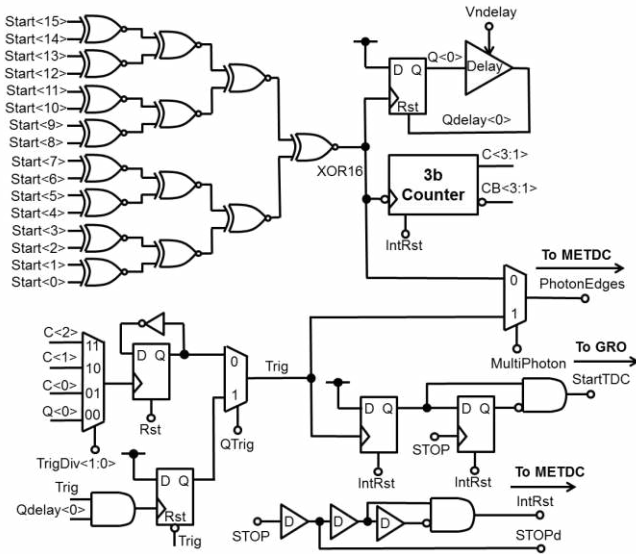 Start<15>
Start<14>
Start<13>
Start<12>
Start<11>
Start<10>
Start<9>
Start<8>
Start<7>
Start<6>
Start<5>
Start<4>
Start<3>
Start<2>
Start<1>
Start<0>
XOR16
Vndelay
D Q
Rst
Q<0>
Delay
Qdelay<0>
3b
Counter
C<3:1>
CB<3:1>
IntRst
To METDC
0
1
PhotonEdges
MultiPhoton
C<2>
C<1>
C<0>
Q<0>
11
10
01
00
TrigDiv<1:0>
D Q
Rst
0
1
QTrig
Trig
Trig
Qdelay<0>
D Q
Rst
Trig
To GRO
StartTDC
D Q
IntRst
D Q
STOP
IntRst
To METDC
STOP
D
D
D
IntRst
STOPd